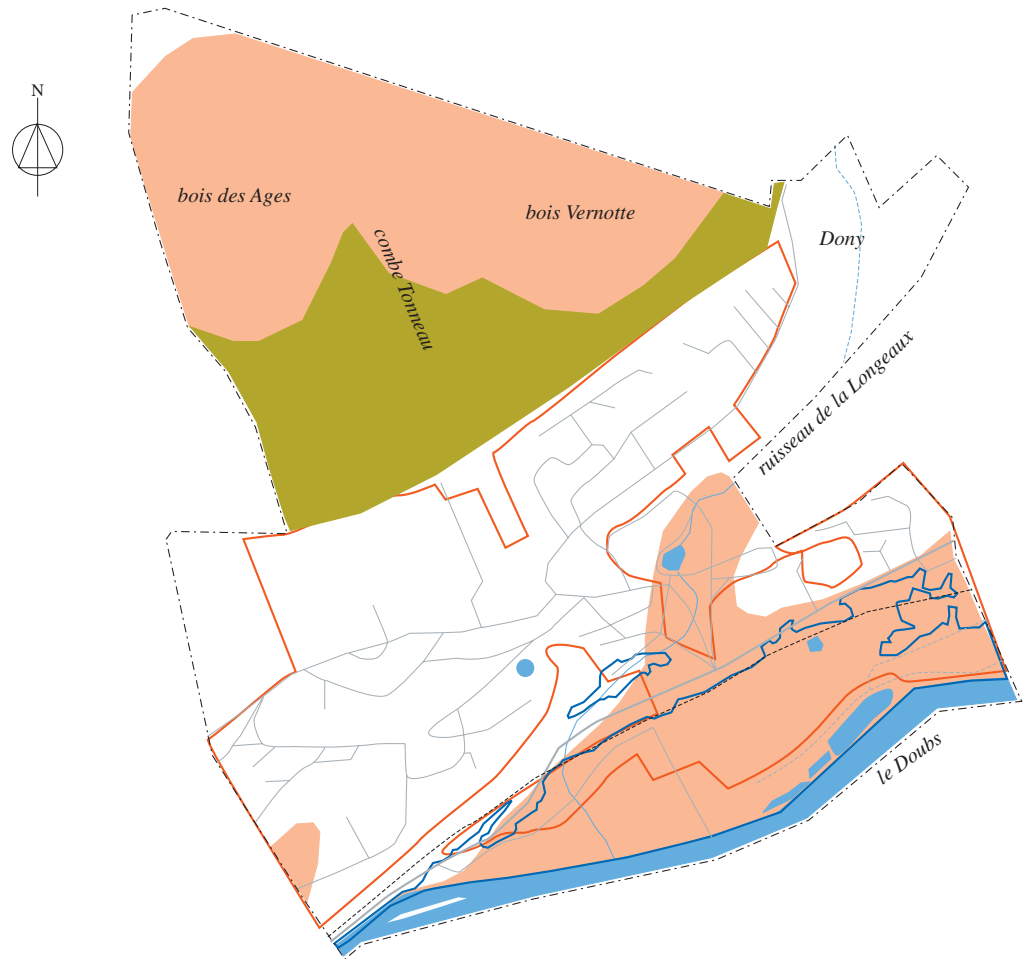 N
bois des Ages
bois Vernotte
combe Tonneau
Dony
ruisseau de la Longeaux
le Doubs